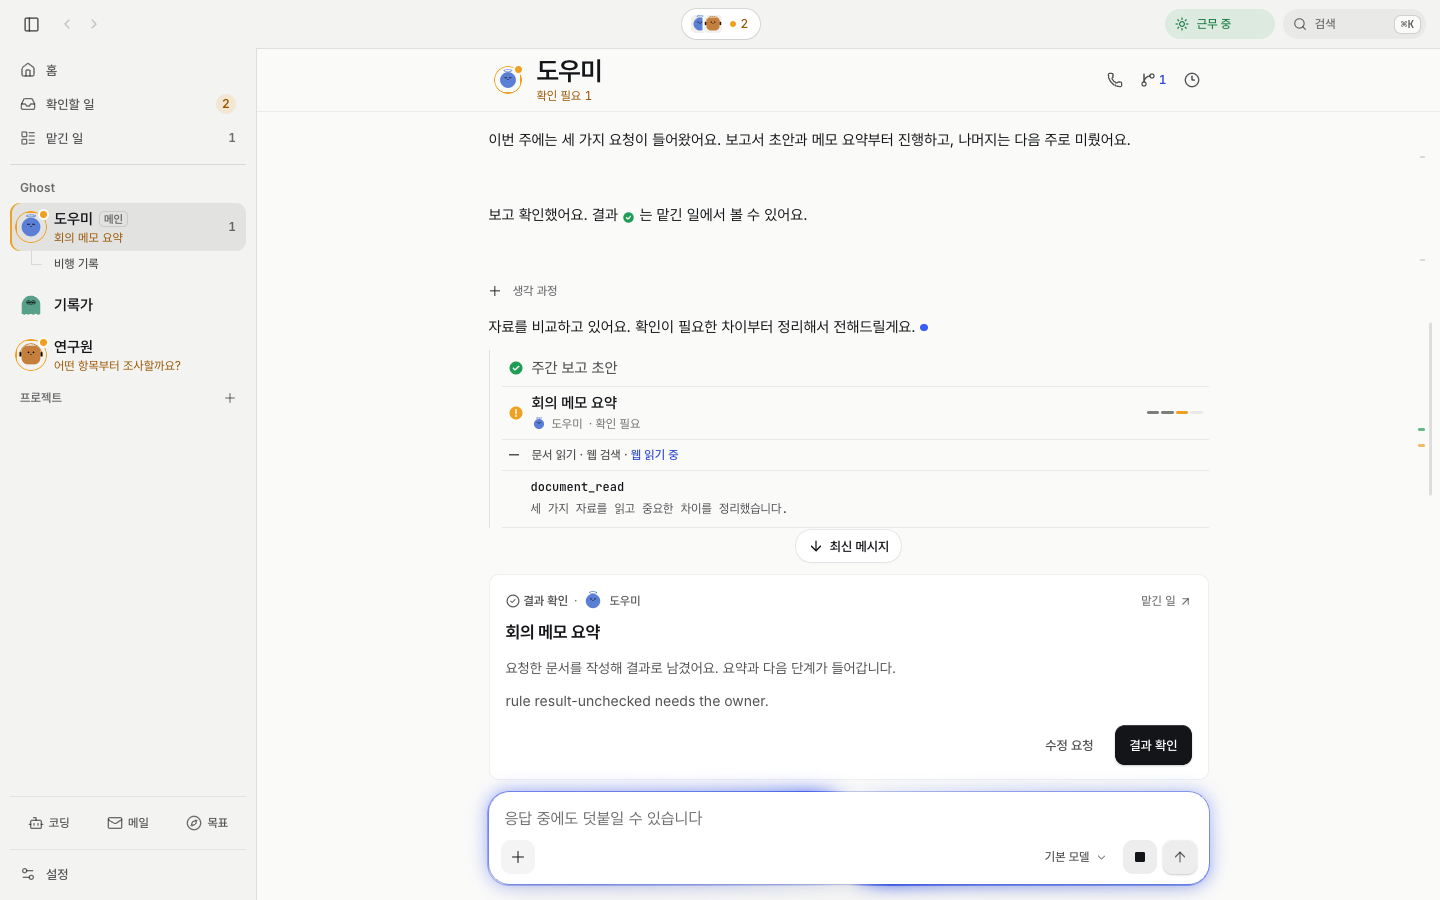 2
근무 중
검색
⌘K
홈
확인할 일
2
맡긴 일
1
Ghost
도우미
메인
1
회의 메모 요약
비행 기록
기록가
연구원
어떤 항목부터 조사할까요?
프로젝트
코딩
메일
목표
설정
도우미
확인 필요 1
1
이번 주에는 세 가지 요청이 들어왔어요. 보고서 초안과 메모 요약부터 진행하고, 나머지는 다음 주로 미뤘어요.
보고 확인했어요. 결과 는 맡긴 일에서 볼 수 있어요.
생각 과정
자료를 비교하고 있어요. 확인이 필요한 차이부터 정리해서 전해드릴게요.
주간 보고 초안
회의 메모 요약
도우미 · 확인 필요
문서 읽기 · 웹 검색 · 웹 읽기 중
document_read
세 가지 자료를 읽고 중요한 차이를 정리했습니다.
최신 메시지
결과 확인 · 도우미
맡긴 일
회의 메모 요약
요청한 문서를 작성해 결과로 남겼어요. 요약과 다음 단계가 들어갑니다.
rule result-unchecked needs the owner.
수정 요청
결과 확인
응답 중에도 덧붙일 수 있습니다
기본 모델